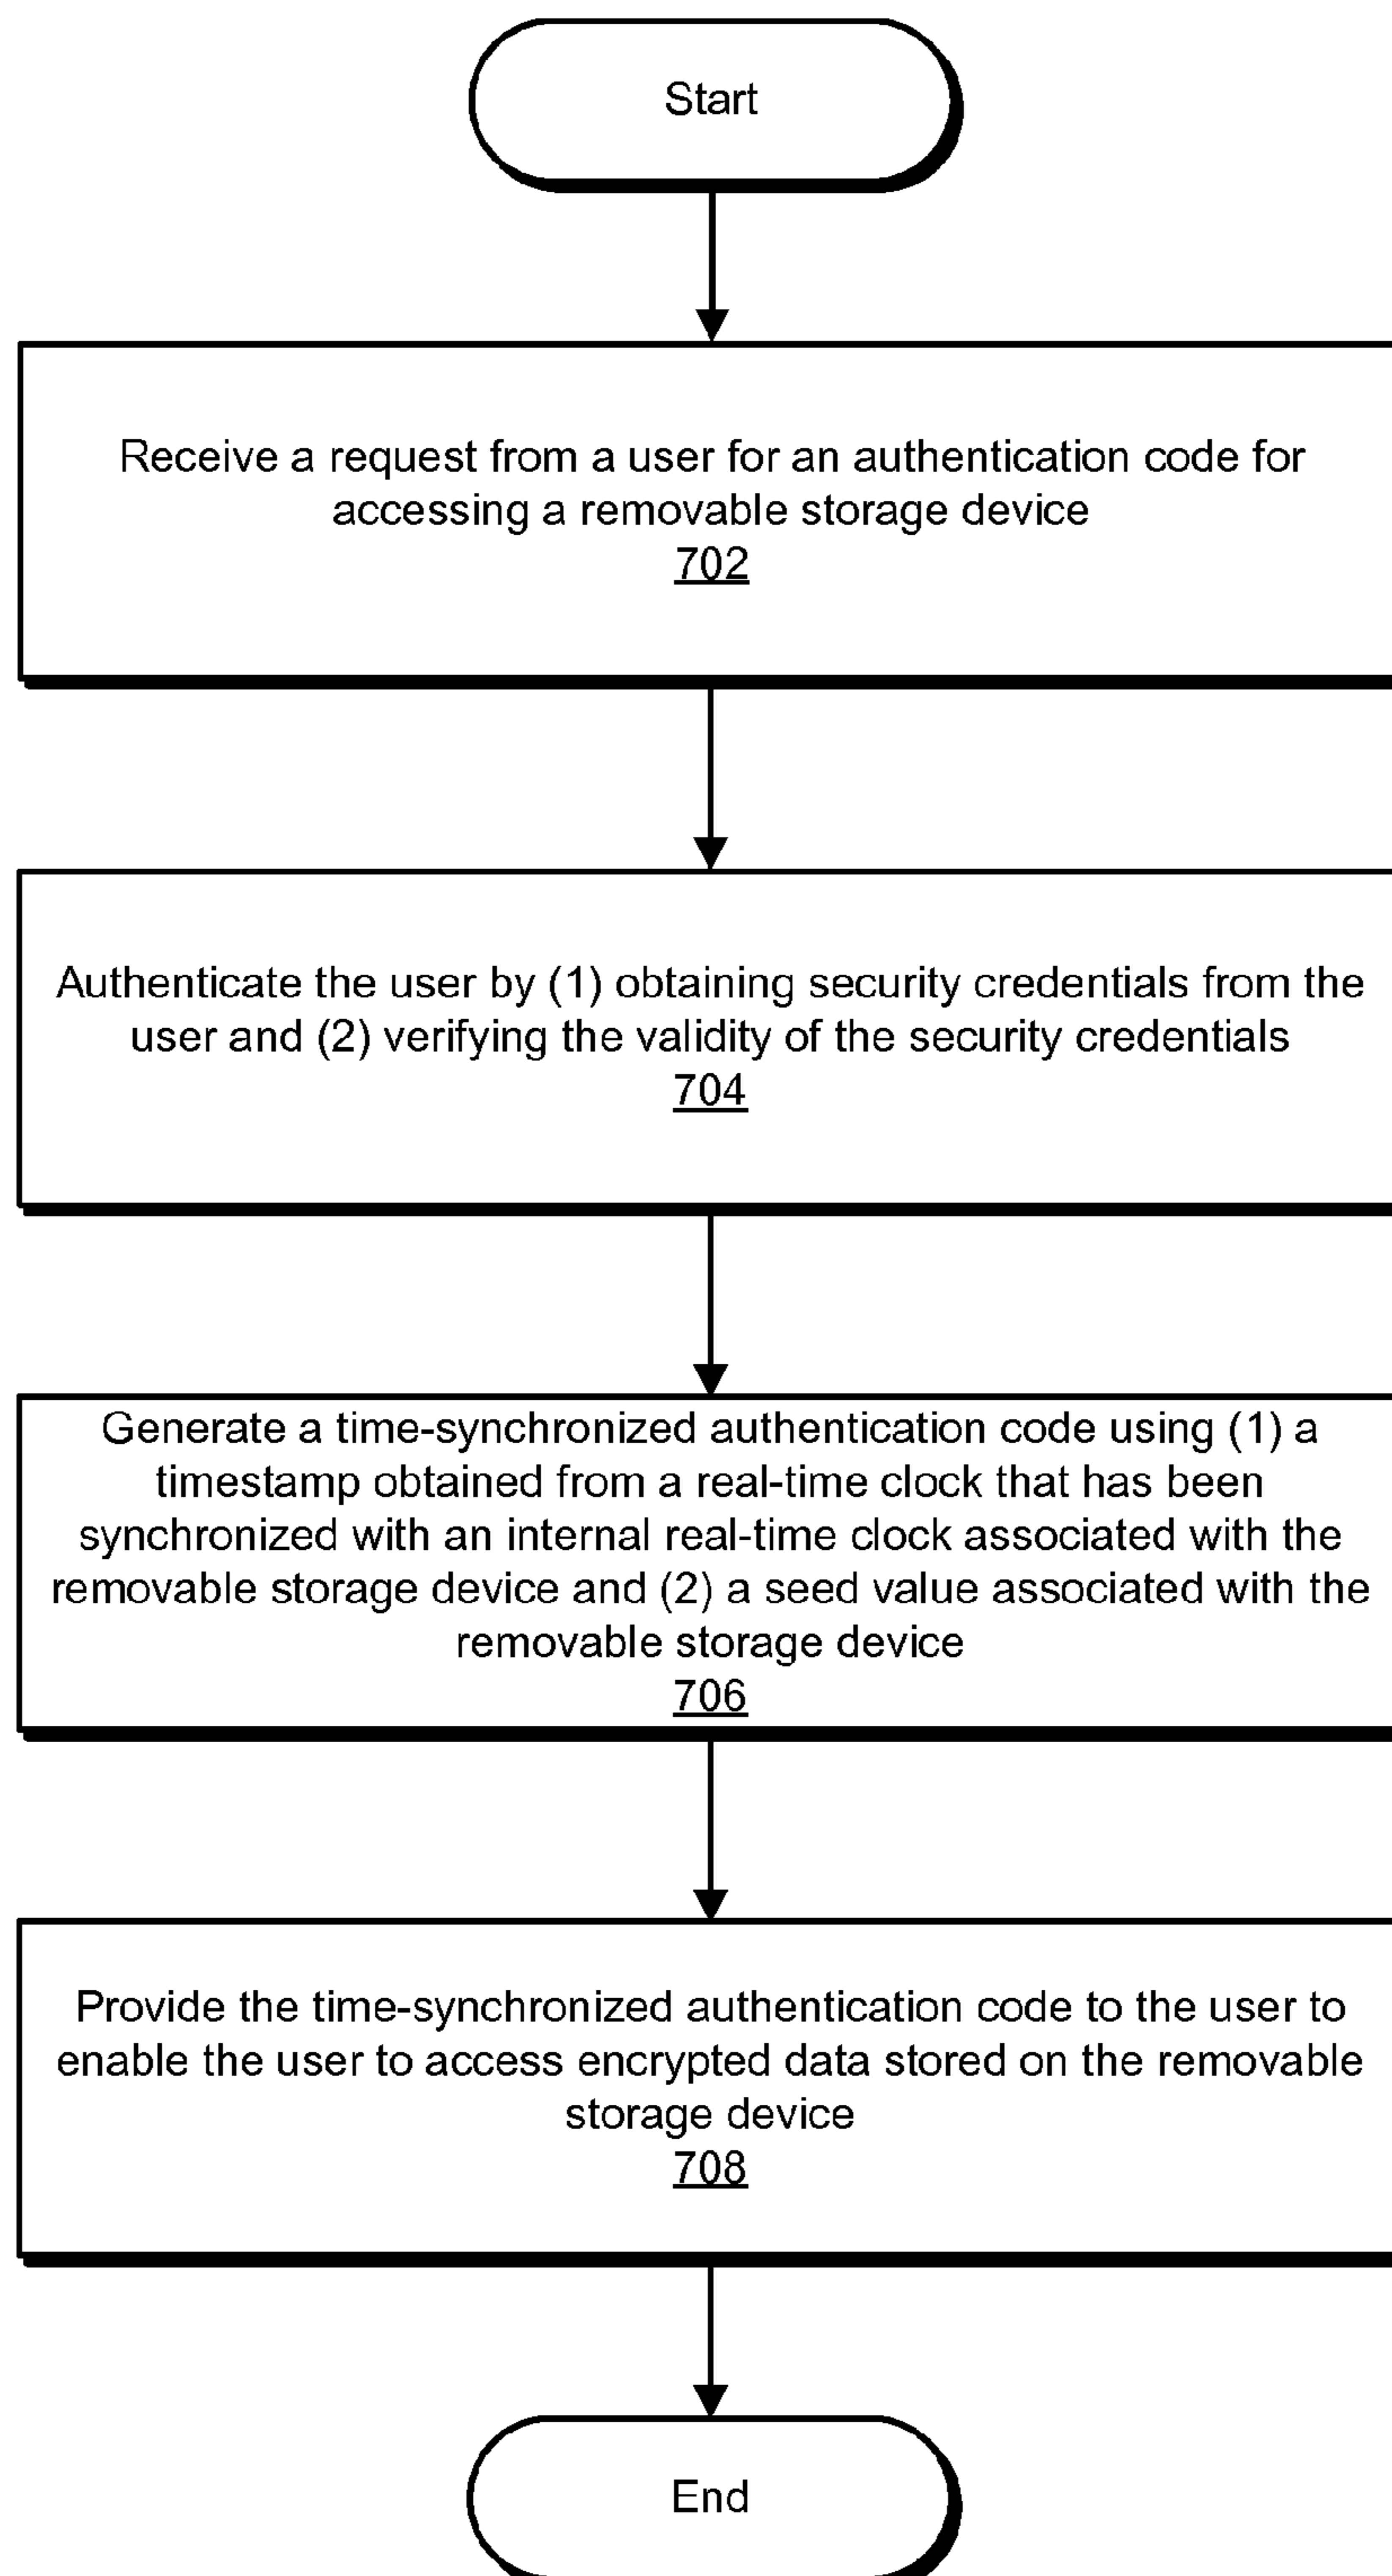 Start
Receive a request from a user for an authentication code for
accessing a removable storage device
702
Authenticate the user by (1) obtaining security credentials from the
user and (2) verifying the validity of the security credentials
704
Generate a time-synchronized authentication code using (1) a
timestamp obtained from a real-time clock that has been
synchronized with an internal real-time clock associated with the
removable storage device and (2) a seed value associated with the
removable storage device
706
Provide the time-synchronized authentication code to the user to
enable the user to access encrypted data stored on the removable
storage device
708
End